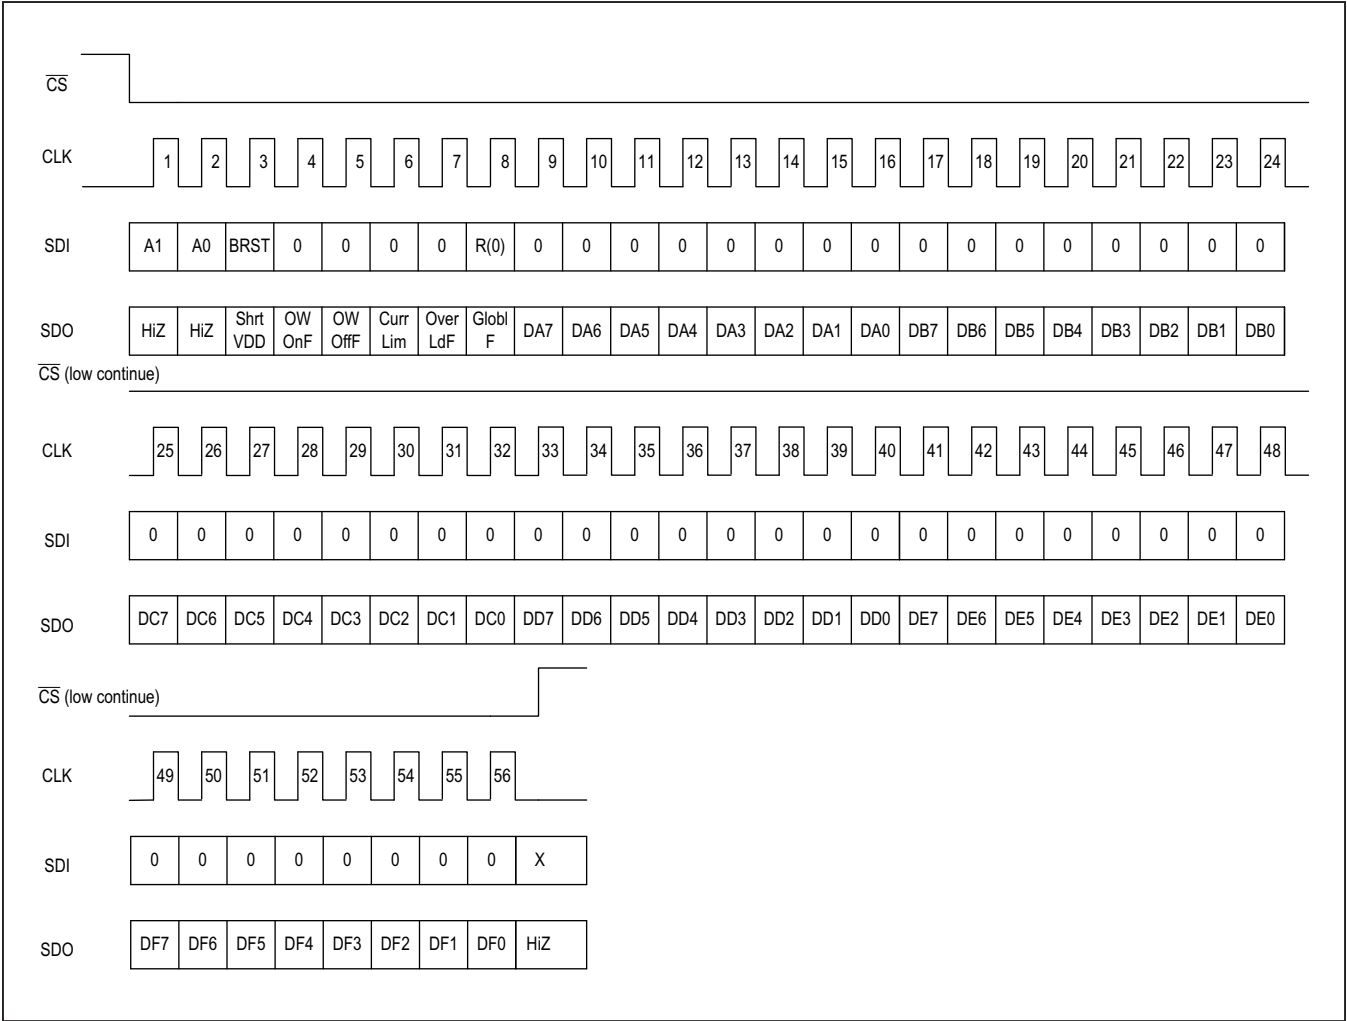 CS
CLK 1 2 3 4 5 6 7 8 9 10 11 12 13 14 15 16 17 18 19 20 21 22 23 24
SDI A1 A0 BRST 0 0 0 0 R(0) 0 0 0 0 0 0 0 0 0 0 0 0 0 0 0 0
SDO HiZ HiZ Shrt VDD OW OnF OW OffF Curr Lim Over LdF Globl F DA7 DA6 DA5 DA4 DA3 DA2 DA1 DA0 DB7 DB6 DB5 DB4 DB3 DB2 DB1 DB0
CS (low continue)
CLK 25 26 27 28 29 30 31 32 33 34 35 36 37 38 39 40 41 42 43 44 45 46 47 48
SDI 0 0 0 0 0 0 0 0 0 0 0 0 0 0 0 0 0 0 0 0 0 0 0 0
SDO DC7 DC6 DC5 DC4 DC3 DC2 DC1 DC0 DD7 DD6 DD5 DD4 DD3 DD2 DD1 DD0 DE7 DE6 DE5 DE4 DE3 DE2 DE1 DE0
CS (low continue)
CLK 49 50 51 52 53 54 55 56
SDI 0 0 0 0 0 0 0 0 X
SDO DF7 DF6 DF5 DF4 DF3 DF2 DF1 DF0 HiZ